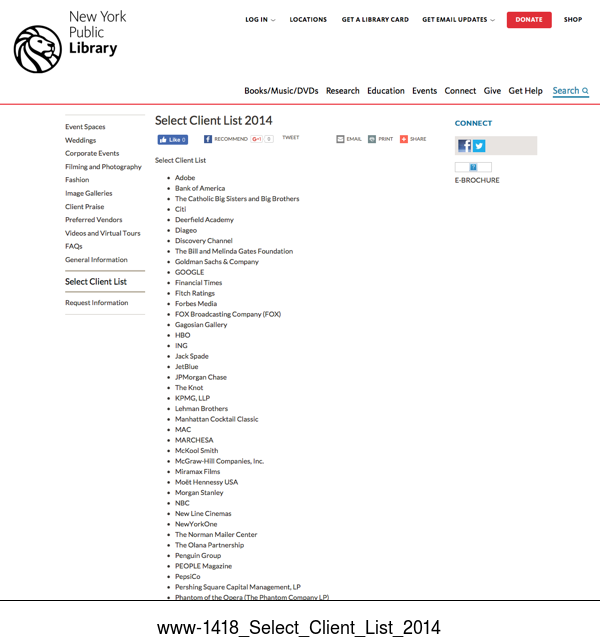 New York
Public
Library
LOG IN
LOCATIONS
GET A LIBRARY CARD
GET EMAIL UPDATES
DONATE
SHOP
Books/Music/DVDs
Research
Education
Events
Connect
Give
Get Help
Search
Event Spaces
Weddings
Corporate Events
Filming and Photography
Fashion
Image Galleries
Client Praise
Preferred Vendors
Videos and Virtual Tours
FAQs
General Information
Select Client List
Request Information
Select Client List 2014
Like 0
RECOMMEND
G+1 0
TWEET
EMAIL
PRINT
SHARE
Select Client List
• Adobe
• Bank of America
• The Catholic Big Sisters and Big Brothers
• Citi
• Deerfield Academy
• Diageo
• Discovery Channel
• The Bill and Melinda Gates Foundation
• Goldman Sachs & Company
• GOOGLE
• Financial Times
• Fitch Ratings
• Forbes Media
• FOX Broadcasting Company (FOX)
• Gagosian Gallery
• HBO
• ING
• Jack Spade
• JetBlue
• JPMorgan Chase
• The Knot
• KPMG, LLP
• Lehman Brothers
• Manhattan Cocktail Classic
• MAC
• MARCHESA
• McKool Smith
• McGraw-Hill Companies, Inc.
• Miramax Films
• Moët Hennessy USA
• Morgan Stanley
• NBC
• New Line Cinemas
• NewYorkOne
• The Norman Mailer Center
• The Olana Partnership
• Penguin Group
• PEOPLE Magazine
• PepsiCo
• Pershing Square Capital Management, LP
• Phantom of the Opera (The Phantom Company LP)
CONNECT
E-BROCHURE
www-1418_Select_Client_List_2014